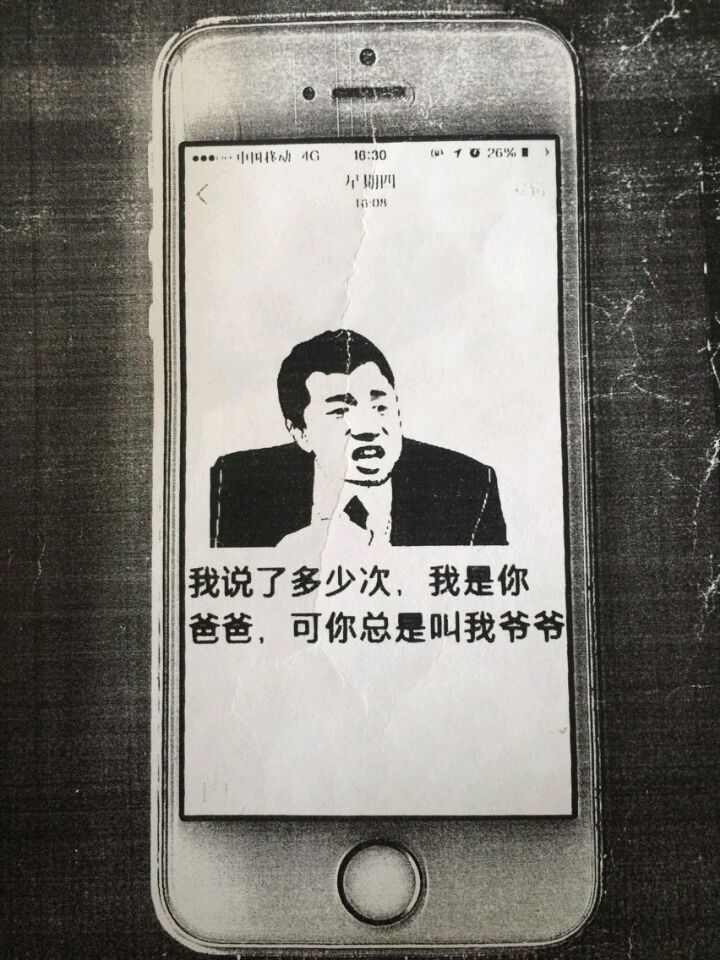 中国移动 4G 16:30 26%
星期四
16:08
我说了多少次，我是你
爸爸，可你总是叫我爷爷